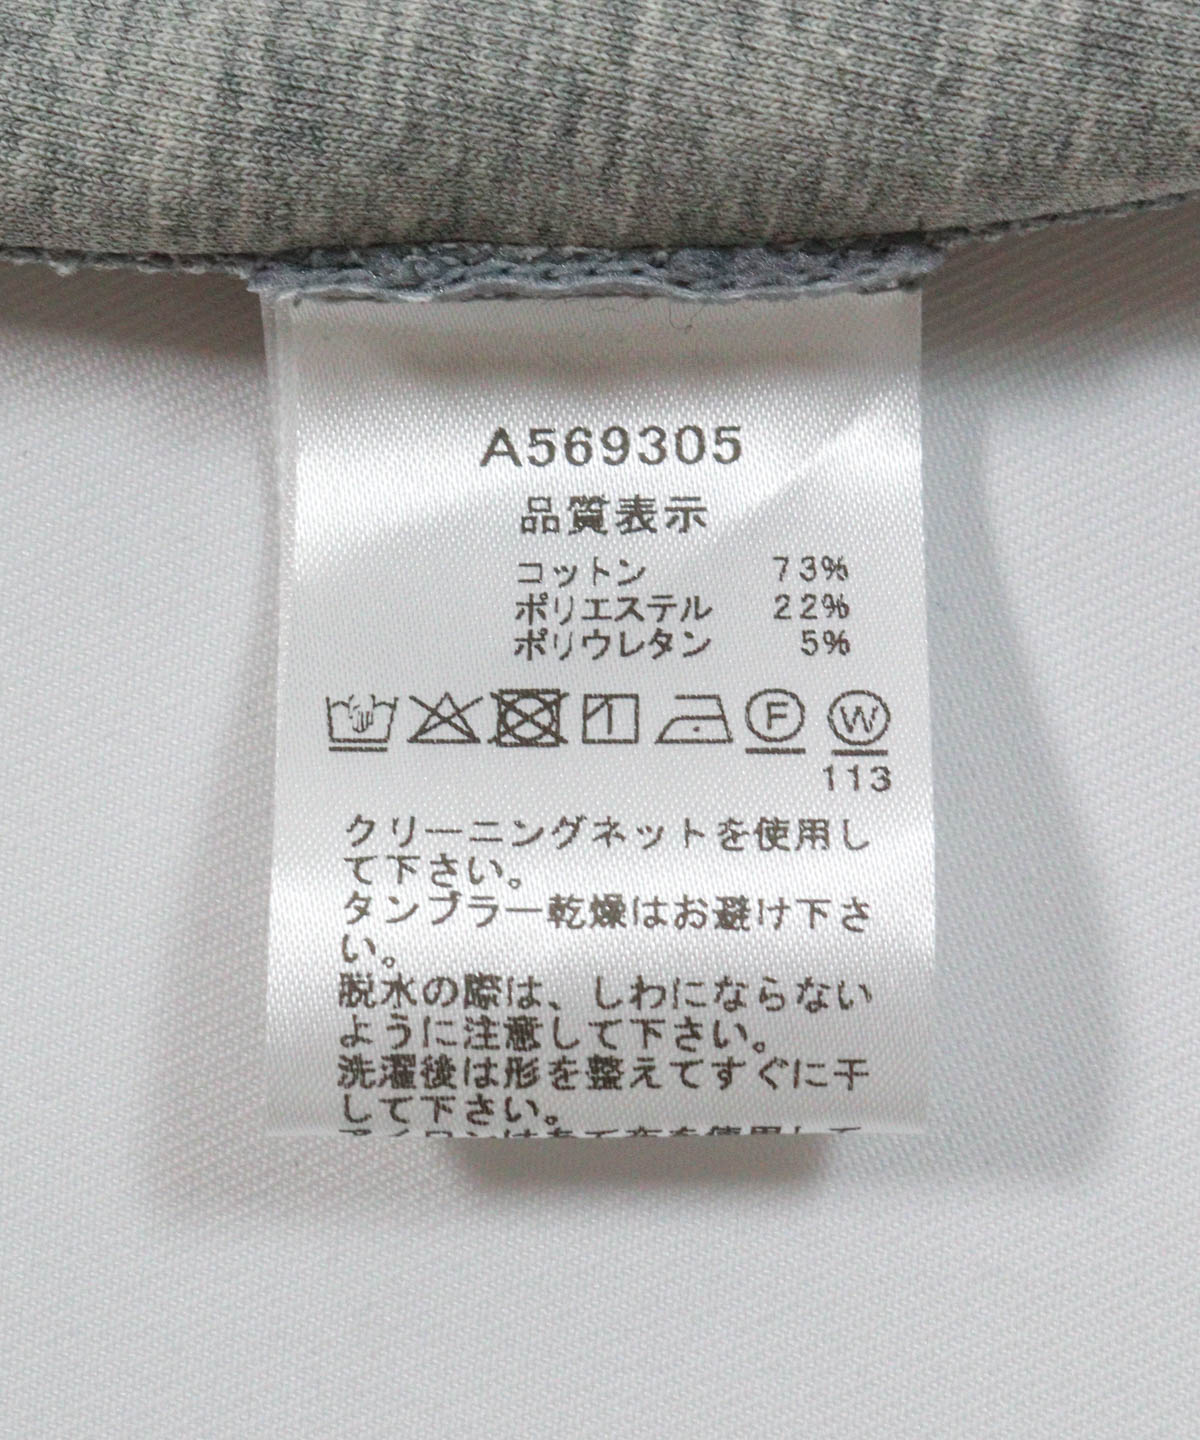 A569305
品質表示
コットン 73%
ポリエステル 22%
ポリウレタン 5%
F W
113
クリーニングネットを使用し
て下さい。
タンブラー乾燥はお避け下さ
い。
脱水の際は、しわにならない
ように注意して下さい。
洗濯後は形を整えてすぐに干
して下さい。